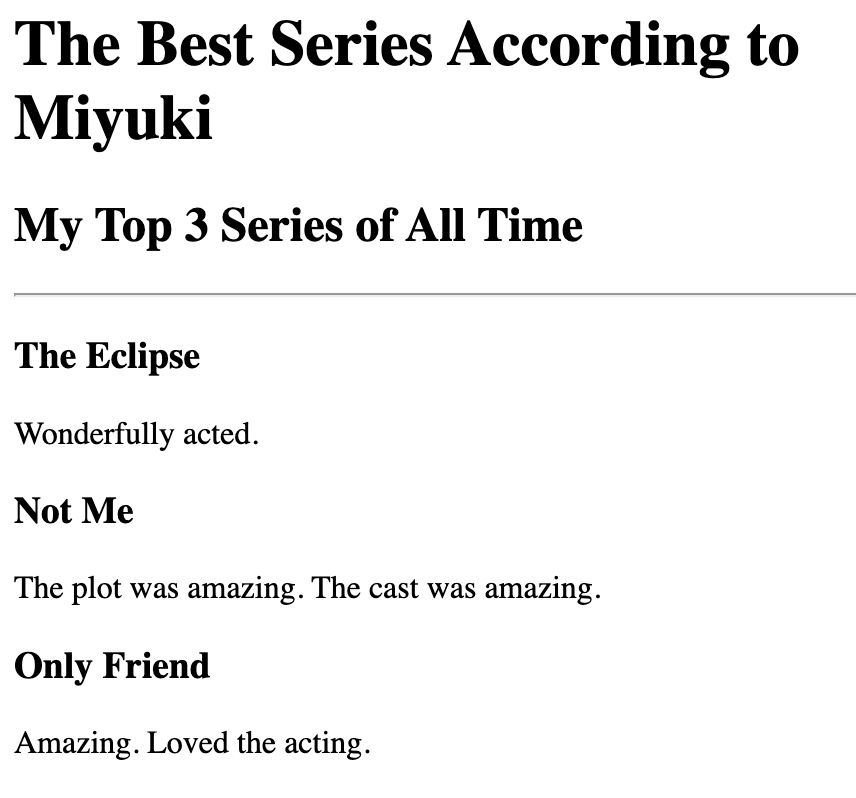 The Best Series According to
Miyuki
My Top 3 Series of All Time
The Eclipse
Wonderfully acted.
Not Me
The plot was amazing. The cast was amazing.
Only Friend
Amazing. Loved the acting.